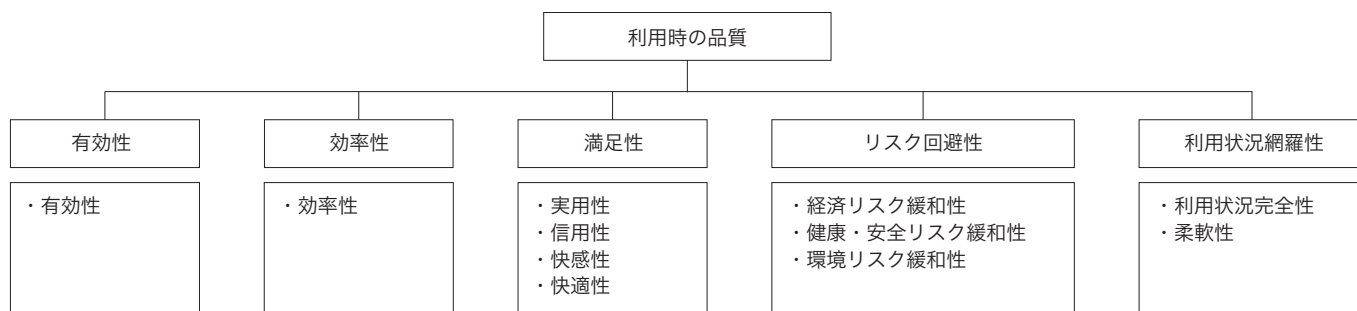 利用時の品質
有効性
効率性
満足性
リスク回避性
利用状況網羅性
・有効性
・効率性
・実用性
・信用性
・快感性
・快適性
・経済リスク緩和性
・健康・安全リスク緩和性
・環境リスク緩和性
・利用状況完全性
・柔軟性